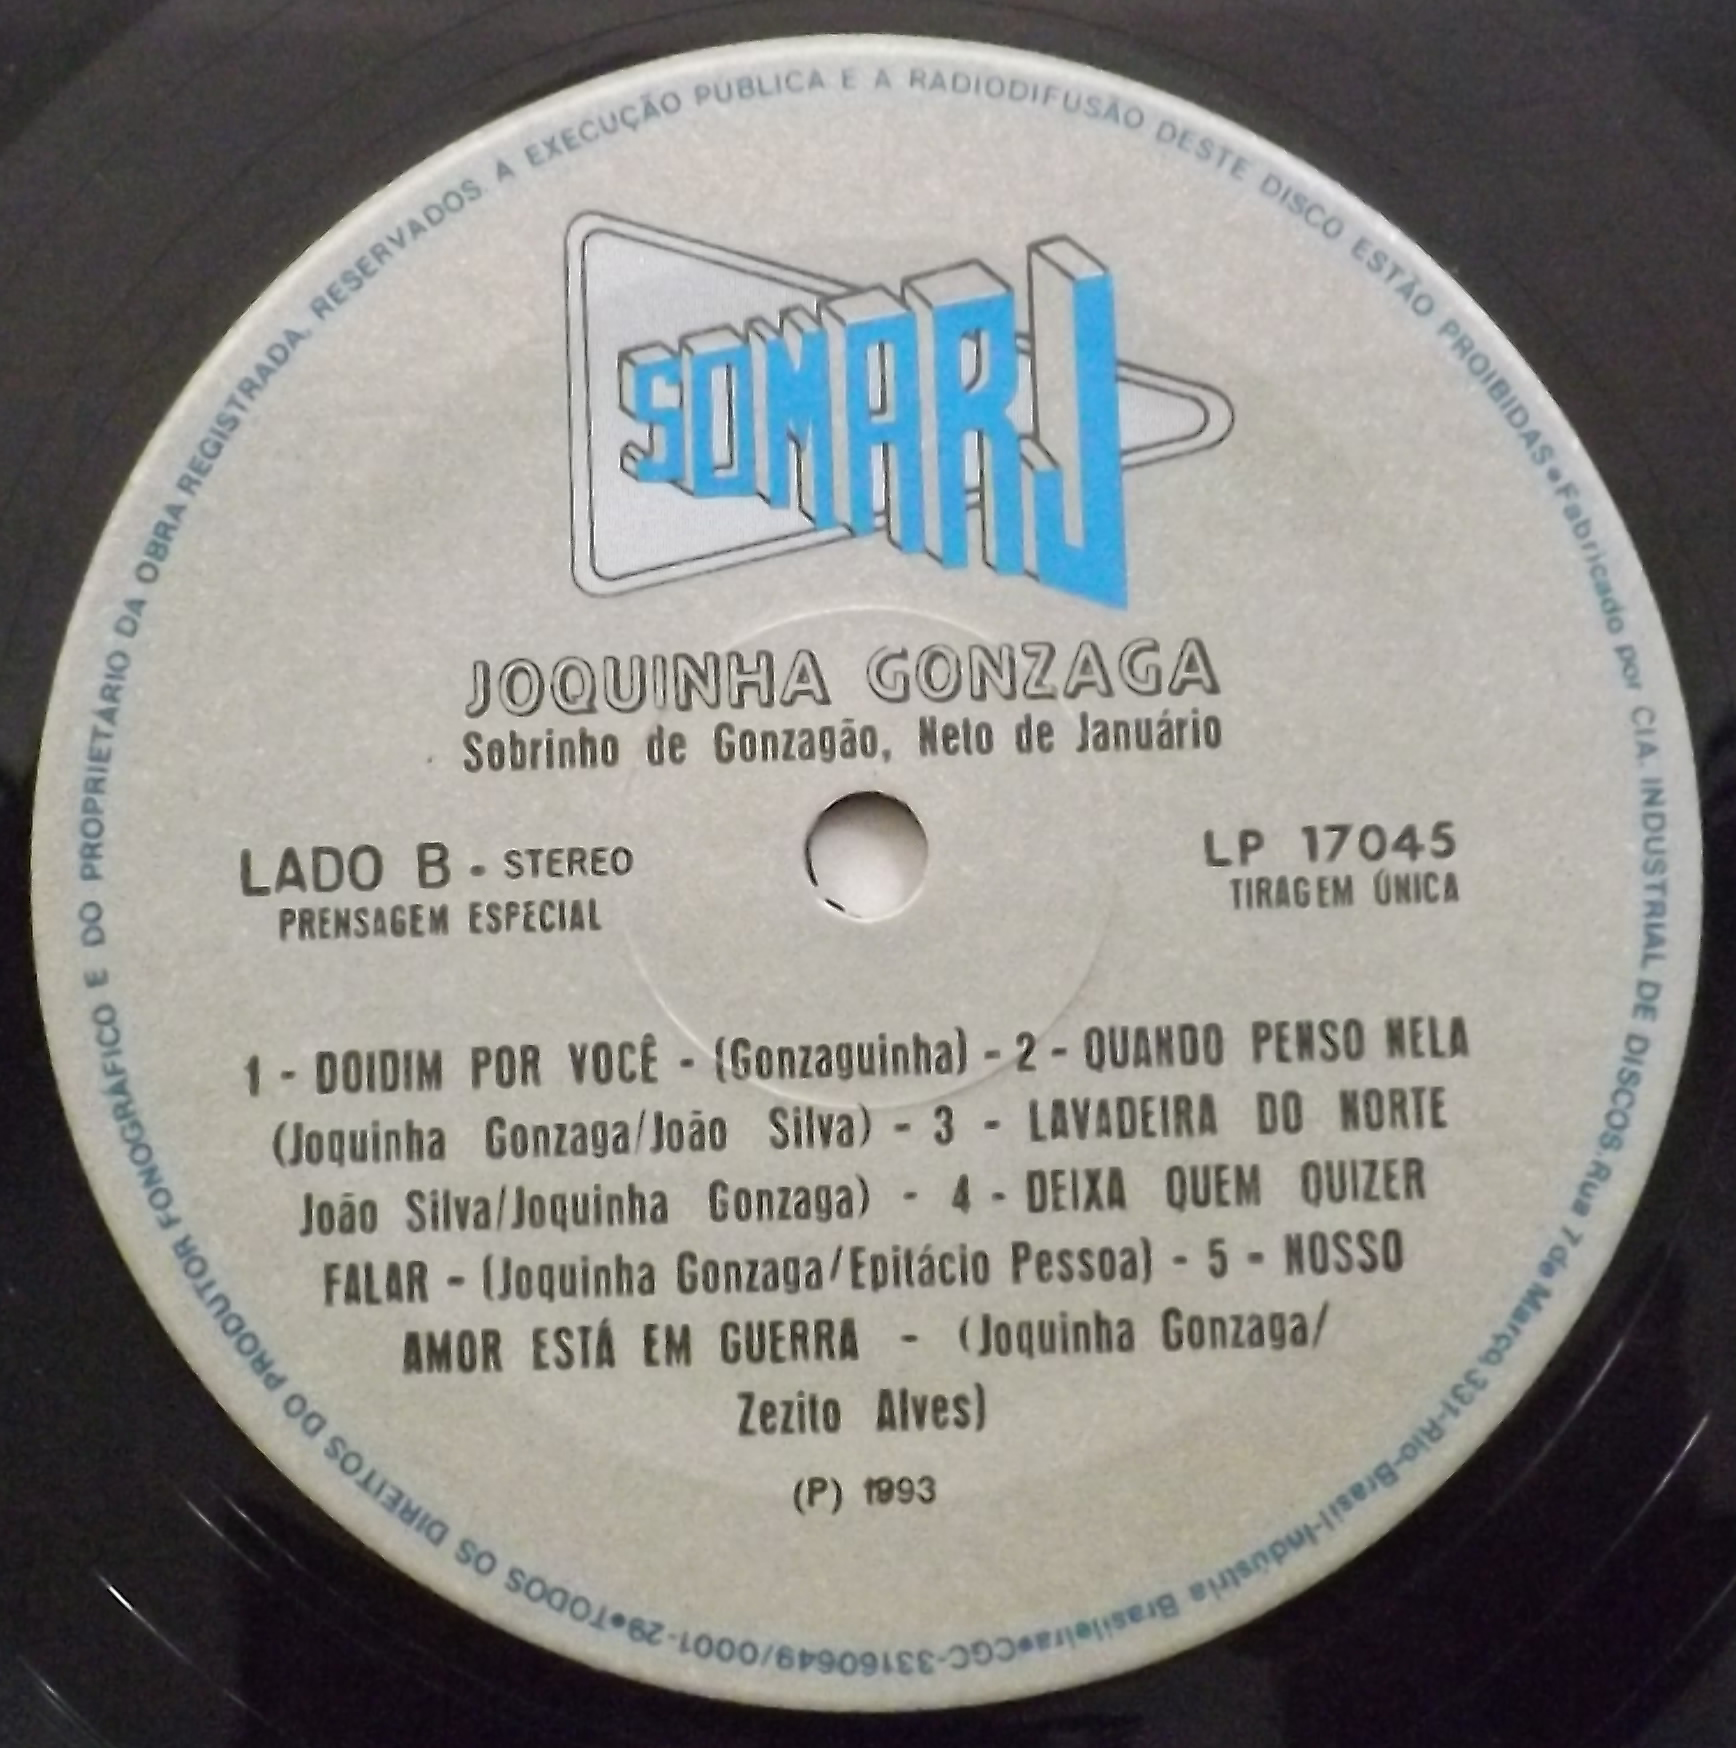 SOMARJ
JOQUINHA GONZAGA
Sobrinho de Gonzagão, Neto de Januário
LADO B - STEREO
PRENSAGEM ESPECIAL
LP 17045
TIRAGEM ÚNICA
1 - DOIDIM POR VOCÊ - (Gonzaguinha) - 2 - QUANDO PENSO NELA
(Joquinha Gonzaga/João Silva) - 3 - LAVADEIRA DO NORTE
João Silva/Joquinha Gonzaga) - 4 - DEIXA QUEM QUIZER
FALAR - (Joquinha Gonzaga/Epitácio Pessoa) - 5 - NOSSO
AMOR ESTÁ EM GUERRA - (Joquinha Gonzaga/
Zezito Alves)
(P) 1993
•TODOS OS DIREITOS DO PRODUTOR FONOGRÁFICO E DO PROPRIETÁRIO DA OBRA REGISTRADA. RESERVADOS A EXECUÇÃO PÚBLICA E A RADIODIFUSÃO DESTE DISCO ESTÃO PROIBIDAS•Fabricado por CIA. INDUSTRIAL DE DISCOS.Rua 7 de Março,331-Rio-Brasil-Indústria Brasileira•CGC-33160649/0001-29